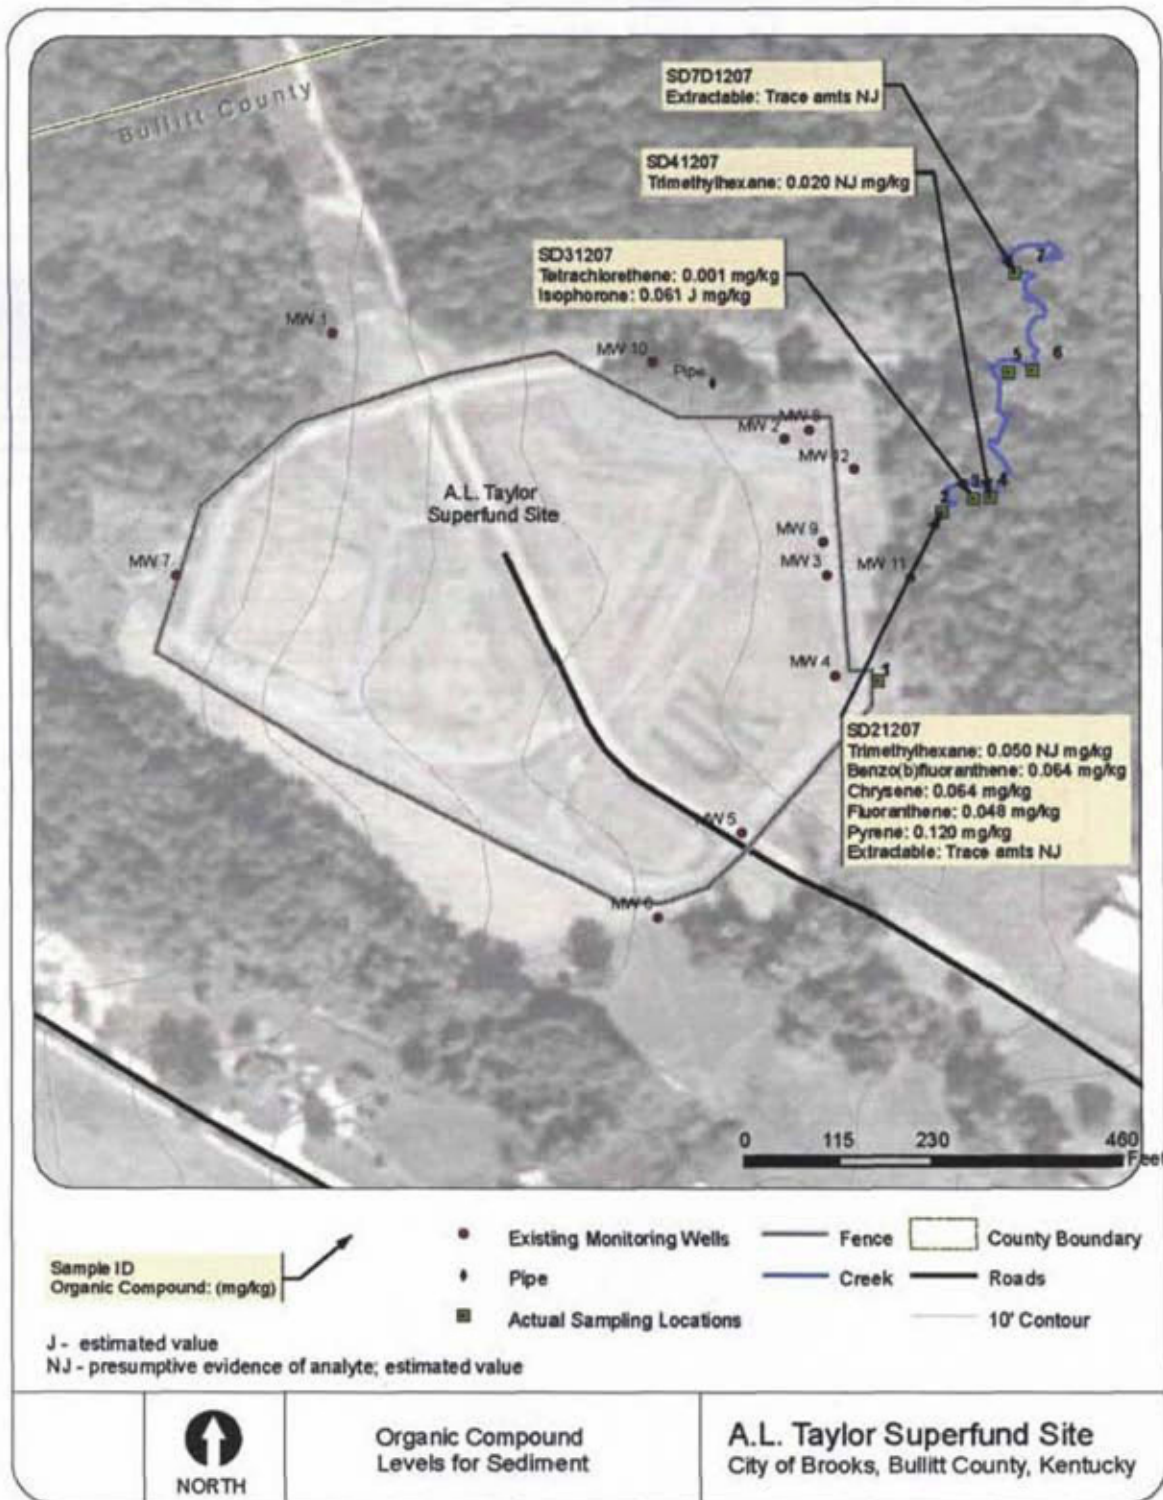 Bullitt County
SD7D1207
Extractable: Trace amts NJ
SD41207
Trimethylhexane: 0.020 NJ mg/kg
SD31207
Tetrachlorethene: 0.001 mg/kg
Isophorone: 0.061 J mg/kg
7
MW 1
MW 10
Pipe
5
6
MW 8
MW 2
MW 12
A.L. Taylor
Superfund Site
2
3
4
MW 9
MW 7
MW 3
MW 11
MW 4
1
SD21207
Trimethylhexane: 0.050 NJ mg/kg
Benzo(b)fluoranthene: 0.064 mg/kg
Chrysene: 0.064 mg/kg
Fluoranthene: 0.048 mg/kg
Pyrene: 0.120 mg/kg
Extractable: Trace amts NJ
MW 5
MW 6
0 115 230 460
Feet
Sample ID
Organic Compound: (mg/kg)
Existing Monitoring Wells
Pipe
Actual Sampling Locations
Fence
Creek
County Boundary
Roads
10' Contour
J - estimated value
NJ - presumptive evidence of analyte; estimated value
NORTH
Organic Compound
Levels for Sediment
A.L. Taylor Superfund Site
City of Brooks, Bullitt County, Kentucky